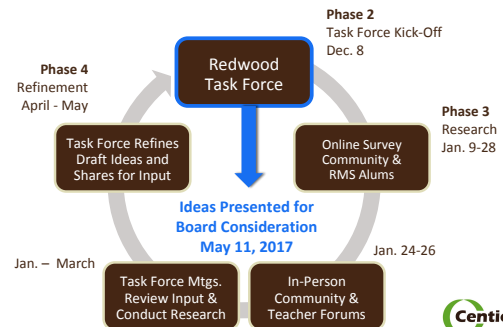 Phase 2
Task Force Kick-Off
Dec. 8
Redwood
Task Force
Phase 4
Refinement
April - May
Phase 3
Research
Jan. 9-28
Task Force Refines
Draft Ideas and
Shares for Input
Online Survey
Community &
RMS Alums
Ideas Presented for
Board Consideration
May 11, 2017
Jan. – March
Jan. 24-26
Task Force Mtgs.
Review Input &
Conduct Research
In-Person
Community &
Teacher Forums
Centic